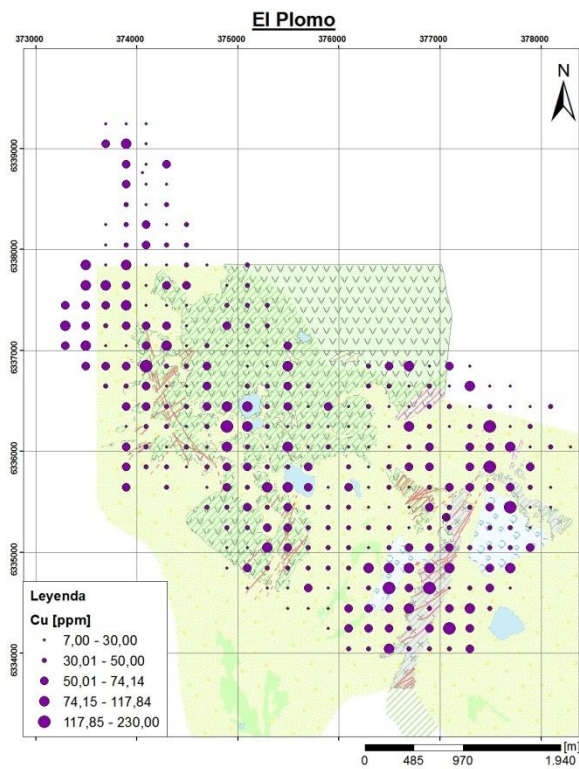 El Plomo
373000 374000 375000 376000 377000 378000
N
6339000
6338000
6337000
6336000
6335000
6334000
Leyenda
Cu [ppm]
7,00 - 30,00
30,01 - 50,00
50,01 - 74,14
74,15 - 117,84
117,85 - 230,00
[m]
0 485 970 1.940